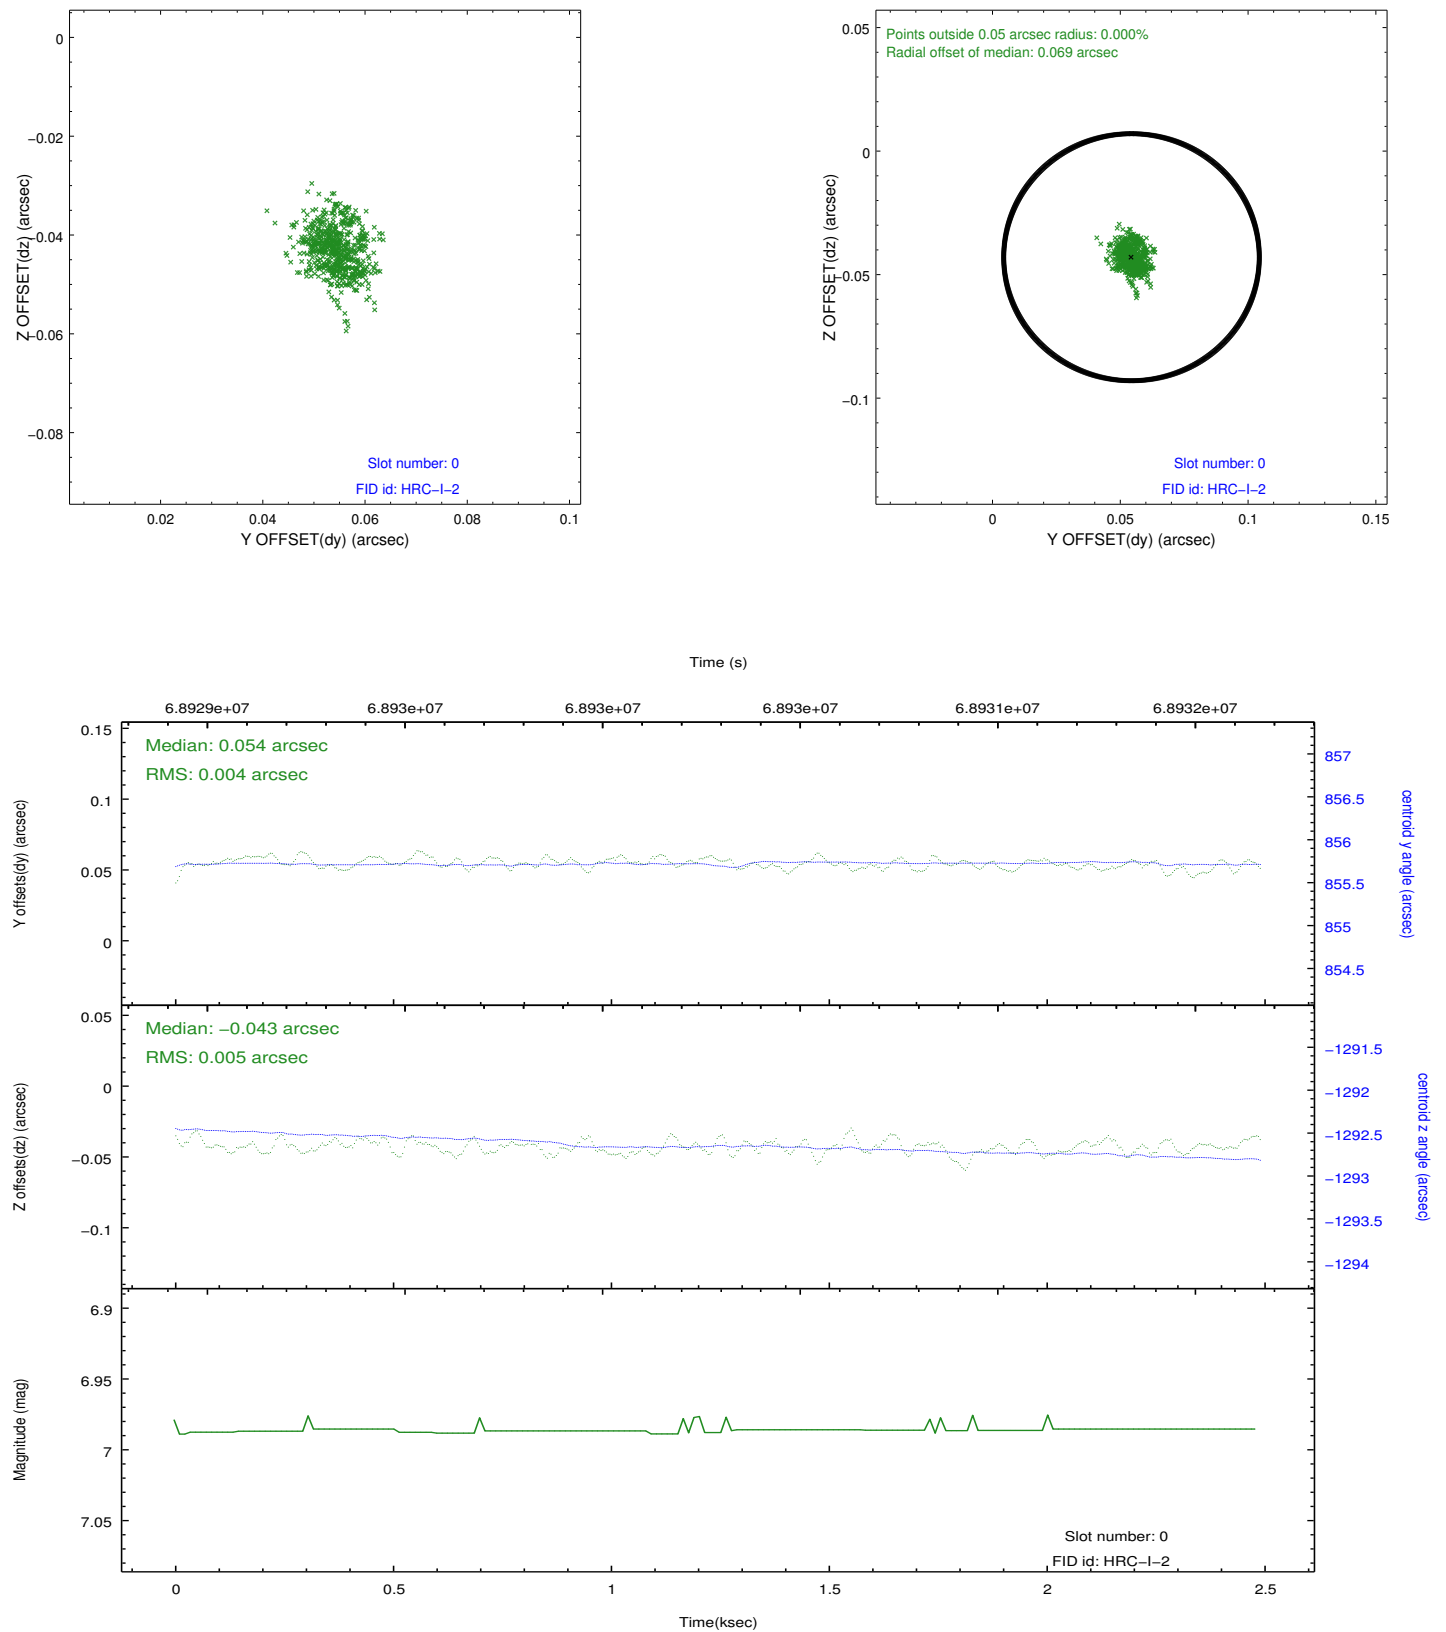 0
−0.02
−0.04
−0.06
−0.08
Z OFFSET(dz) (arcsec)
0.02 0.04 0.06 0.08 0.1
Y OFFSET(dy) (arcsec)
Slot number: 0
FID id: HRC−I−2
Points outside 0.05 arcsec radius: 0.000%
Radial offset of median: 0.069 arcsec
0.05
0
−0.05
−0.1
Z OFFSET(dz) (arcsec)
0 0.05 0.1 0.15
Y OFFSET(dy) (arcsec)
Slot number: 0
FID id: HRC−I−2
Time (s)
6.8929e+07 6.893e+07 6.893e+07 6.893e+07 6.8931e+07 6.8932e+07
Median: 0.054 arcsec
RMS: 0.004 arcsec
0.15
0.1
0.05
0
Y offsets(dy) (arcsec)
857
856.5
856
855.5
855
854.5
centroid y angle (arcsec)
Median: −0.043 arcsec
RMS: 0.005 arcsec
0.05
0
−0.05
−0.1
Z offsets(dz) (arcsec)
−1291.5
−1292
−1292.5
−1293
−1293.5
−1294
centroid z angle (arcsec)
6.9
6.95
7
7.05
Magnitude (mag)
Slot number: 0
FID id: HRC−I−2
0 0.5 1 1.5 2 2.5
Time(ksec)